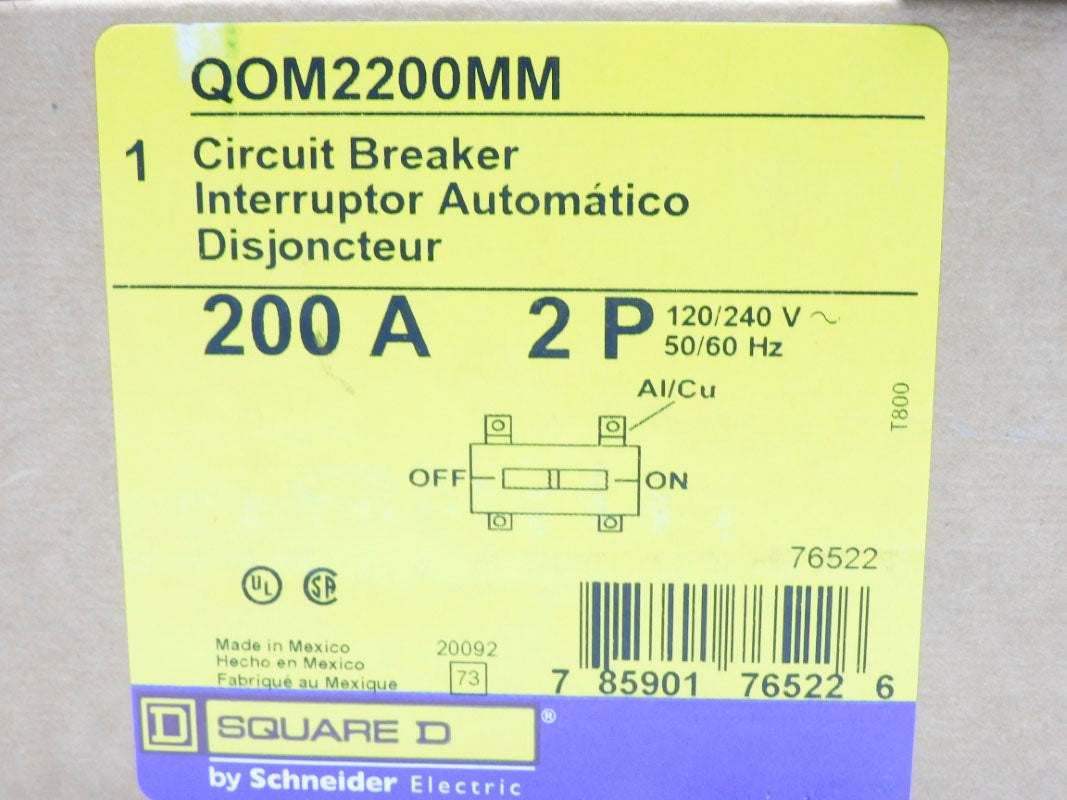 QOM2200MM
1 Circuit Breaker
Interruptor Automático
Disjoncteur
200 A 2 P 120/240 V ~
50/60 Hz
Al/Cu
T800
OFF ON
76522
UL SA
Made in Mexico
Hecho en Mexico
Fabriqué au Mexique
20092
73
7 85901 76522 6
D SQUARE D ®
by Schneider Electric